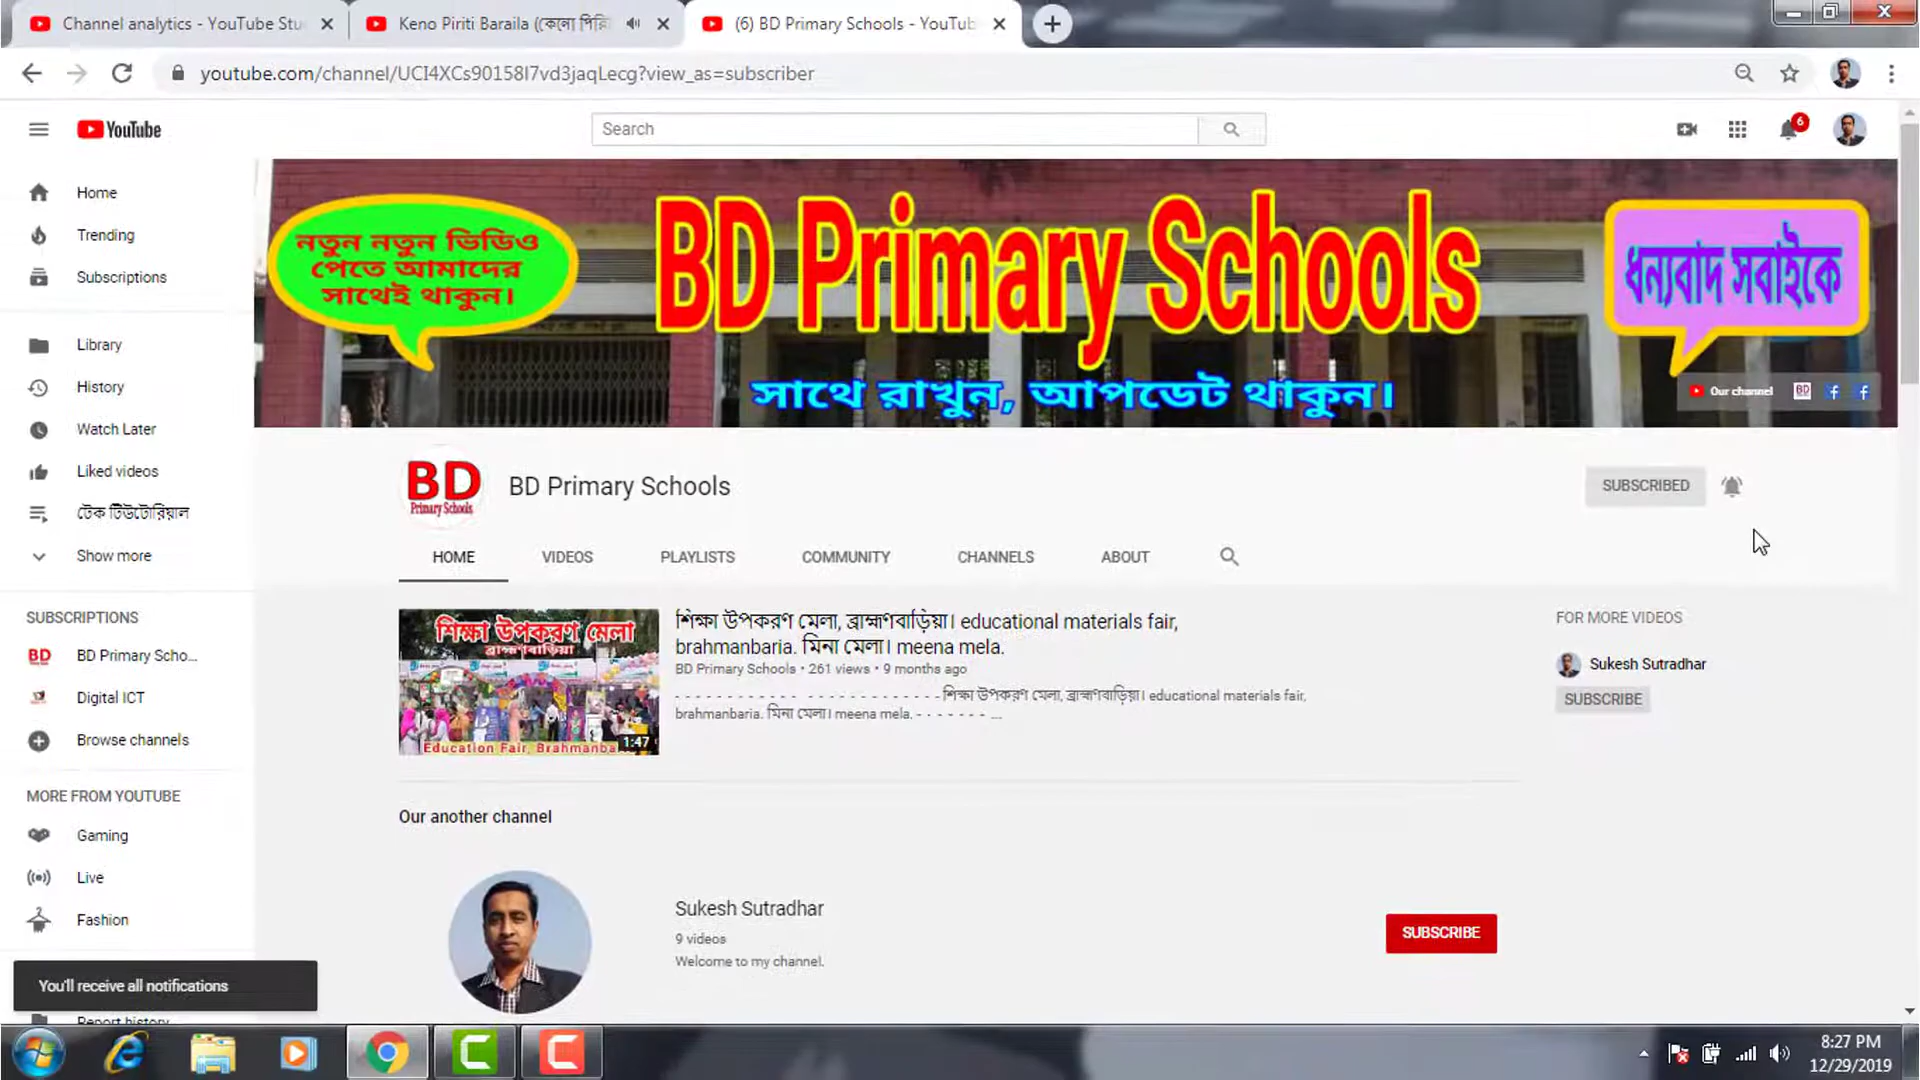 Channel analytics - YouTube Stu
Keno Piriti Baraila (কেনো পিরি
(6) BD Primary Schools - YouTub
youtube.com/channel/UCI4XCs90158I7vd3jaqLecg?view_as=subscriber
YouTube
Search
6
Home
Trending
Subscriptions
Library
History
Watch Later
Liked videos
টেক টিউটোরিয়াল
Show more
SUBSCRIPTIONS
BD Primary Scho...
Digital ICT
Browse channels
MORE FROM YOUTUBE
Gaming
Live
Fashion
Report history
You'll receive all notifications
নতুন নতুন ভিডিও
পেতে আমাদের
সাথেই থাকুন।
BD Primary Schools
সাথে রাখুন, আপডেট থাকুন।
ধন্যবাদ সবাইকে
Our channel
BD
Primary Schools
BD Primary Schools
SUBSCRIBED
HOME
VIDEOS
PLAYLISTS
COMMUNITY
CHANNELS
ABOUT
শিক্ষা উপকরণ মেলা
ব্রাহ্মণবাড়িয়া
Education Fair, Brahmanba
1:47
শিক্ষা উপকরণ মেলা, ব্রাহ্মণবাড়িয়া। educational materials fair,
brahmanbaria. মিনা মেলা। meena mela.
BD Primary Schools • 261 views • 9 months ago
- - - - - - - - - - - - - - - - - - - - - - - - - শিক্ষা উপকরণ মেলা, ব্রাহ্মণবাড়িয়া। educational materials fair,
brahmanbaria. মিনা মেলা। meena mela. - - - - - - - ...
FOR MORE VIDEOS
Sukesh Sutradhar
SUBSCRIBE
Our another channel
Sukesh Sutradhar
9 videos
Welcome to my channel.
SUBSCRIBE
8:27 PM
12/29/2019